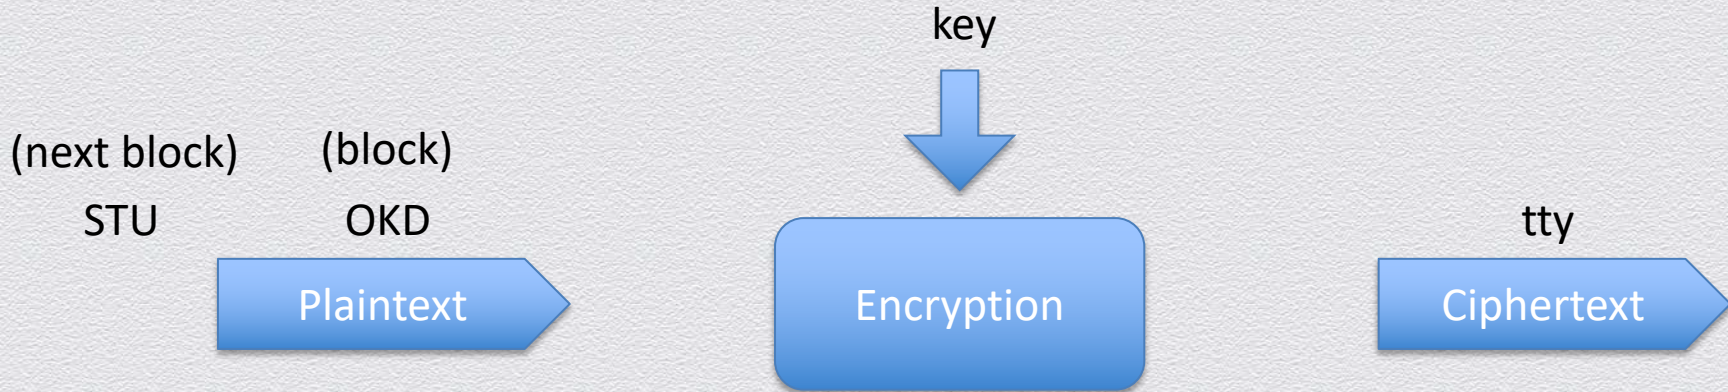 key
(next block)
(block)
STU
OKD
tty
Plaintext
Encryption
Ciphertext